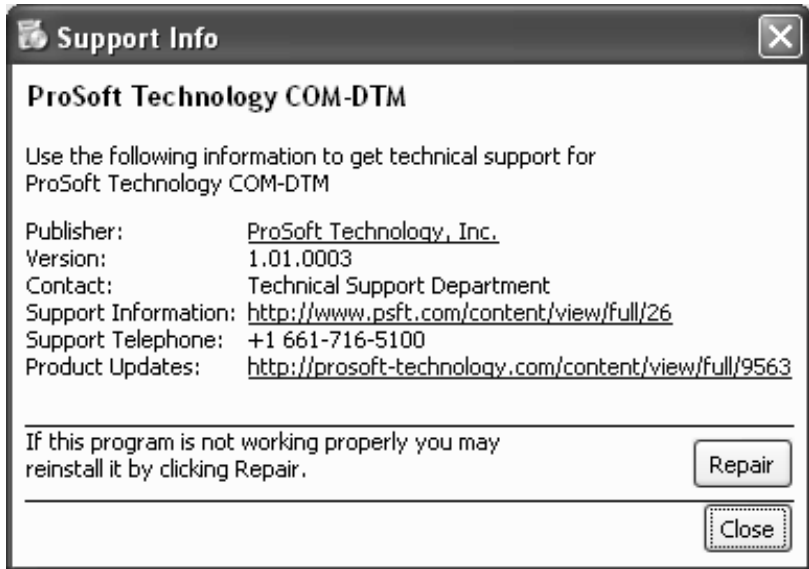 Support Info
ProSoft Technology COM-DTM
Use the following information to get technical support for
ProSoft Technology COM-DTM
Publisher: ProSoft Technology, Inc.
Version: 1.01.0003
Contact: Technical Support Department
Support Information: http://www.psft.com/content/view/full/26
Support Telephone: +1 661-716-5100
Product Updates: http://prosoft-technology.com/content/view/full/9563
If this program is not working properly you may
reinstall it by clicking Repair.
Repair
Close